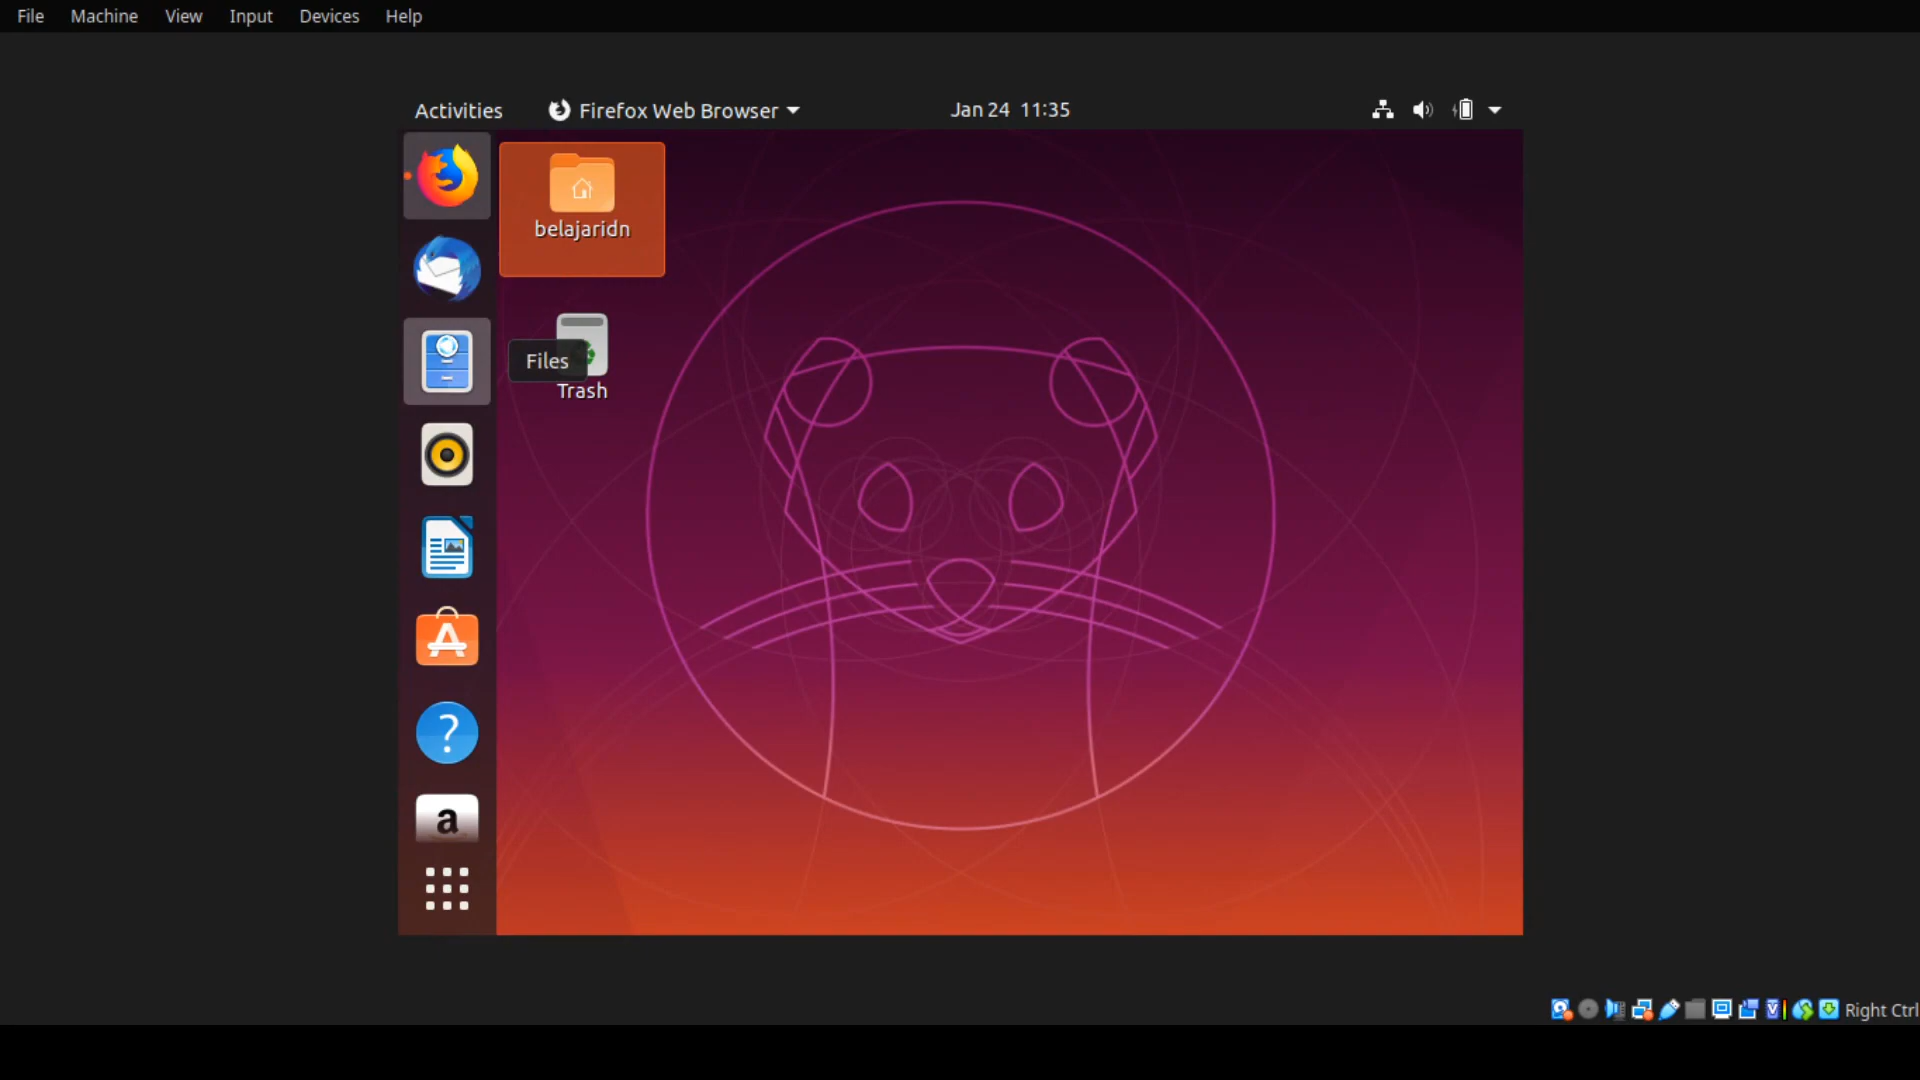 File Machine View Input Devices Help
Activities Firefox Web Browser Jan 24 11:35
belajaridn
Files
Trash
a
Right Ctrl